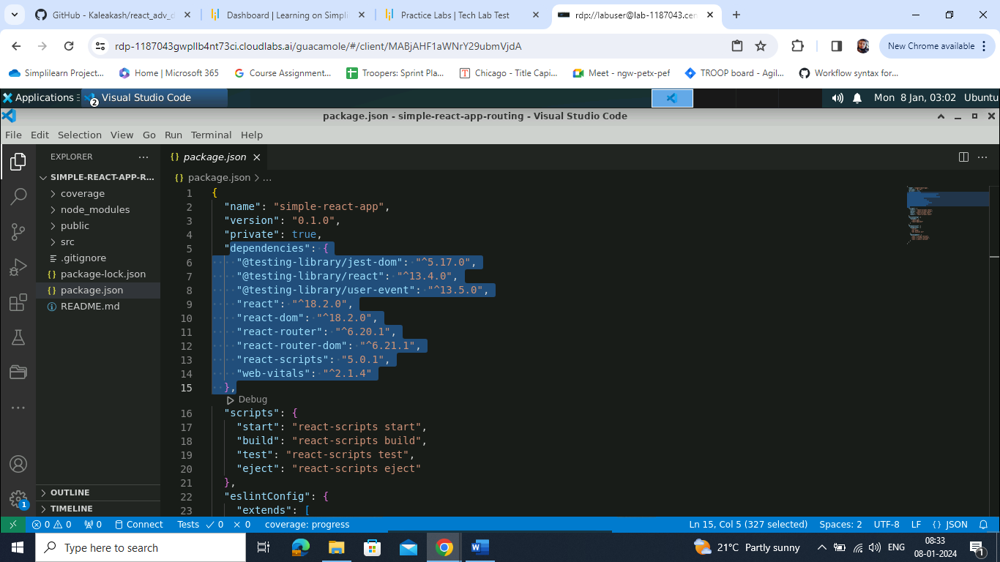 GitHub - Kaleakash/react_adv_d
Dashboard | Learning on Simpli
Practice Labs | Tech Lab Test
rdp://labuser@lab-1187043.cen
rdp-1187043gwpllb4nt73ci.cloudlabs.ai/guacamole/#/client/MABjAHF1aWNrY29ubmVjdA
New Chrome available
Simplilearn Project...
Home | Microsoft 365
Course Assignment...
Troopers: Sprint Pla...
Chicago - Title Capi...
Meet - ngw-petx-pef
TROOP board - Agil...
Workflow syntax for...
Applications
2
Visual Studio Code
Mon 8 Jan, 03:02 Ubuntu
package.json - simple-react-app-routing - Visual Studio Code
File Edit Selection View Go Run Terminal Help
EXPLORER
SIMPLE-REACT-APP-R...
coverage
node_modules
public
src
.gitignore
{} package-lock.json
{} package.json
README.md
OUTLINE
TIMELINE
1
{} package.json
{} package.json > ...
1 {
2 "name": "simple-react-app",
3 "version": "0.1.0",
4 "private": true,
5 "dependencies": {
6 "@testing-library/jest-dom": "^5.17.0",
7 "@testing-library/react": "^13.4.0",
8 "@testing-library/user-event": "^13.5.0",
9 "react": "^18.2.0",
10 "react-dom": "^18.2.0",
11 "react-router": "^6.20.1",
12 "react-router-dom": "^6.21.1",
13 "react-scripts": "5.0.1",
14 "web-vitals": "^2.1.4"
15 },
Debug
16 "scripts": {
17 "start": "react-scripts start",
18 "build": "react-scripts build",
19 "test": "react-scripts test",
20 "eject": "react-scripts eject"
21 },
22 "eslintConfig": {
23 "extends": [
0 0 0 Connect Tests 0 0 coverage: progress
Ln 15, Col 5 (327 selected) Spaces: 2 UTF-8 LF {} JSON
Type here to search
21°C Partly sunny
ENG
08:33
08-01-2024
1